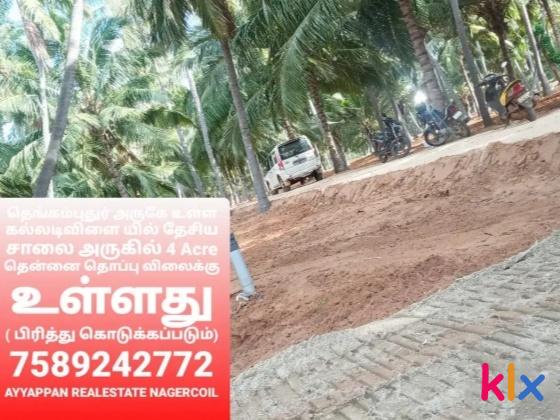 தெங்கம்புதூர் அருகே உள்ள
கல்லடிவிளை யில் தேசிய
சாலை அருகில் 4 Acre
தென்னை தொப்பு விலைக்கு
உள்ளது
( பிரித்து கொடுக்கப்படும்)
7589242772
AYYAPPAN REALESTATE NAGERCOIL
klx